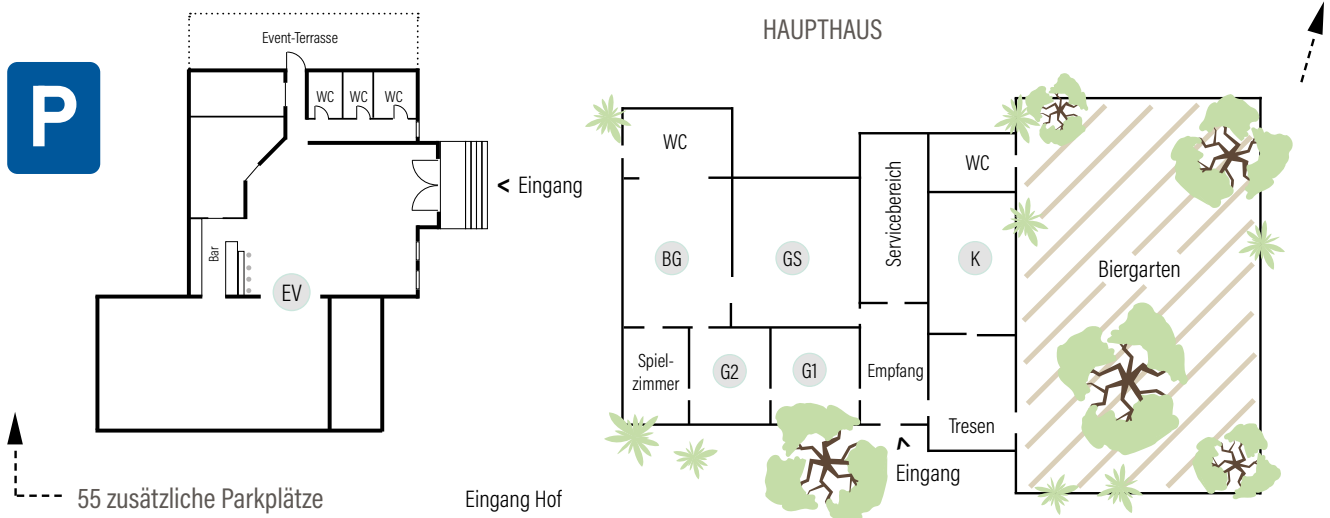 HAUPTHAUS
Event-Terrasse
P
WC
WC
WC
Eingang
Bar
EV
WC
Servicebereich
WC
BG
GS
K
Biergarten
Spiel-
zimmer
G2
G1
Empfang
Tresen
Eingang
55 zusätzliche Parkplätze
Eingang Hof